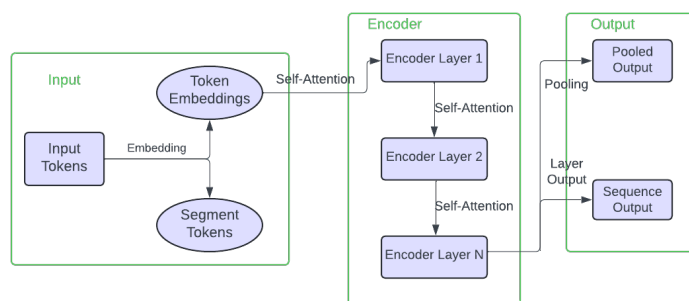 Input
Input
Tokens
Embedding
Token
Embeddings
Segment
Tokens
Self-Attention
Encoder
Encoder Layer 1
Self-Attention
Encoder Layer 2
Self-Attention
Encoder Layer N
Output
Pooling
Pooled
Output
Layer
Output
Sequence
Output